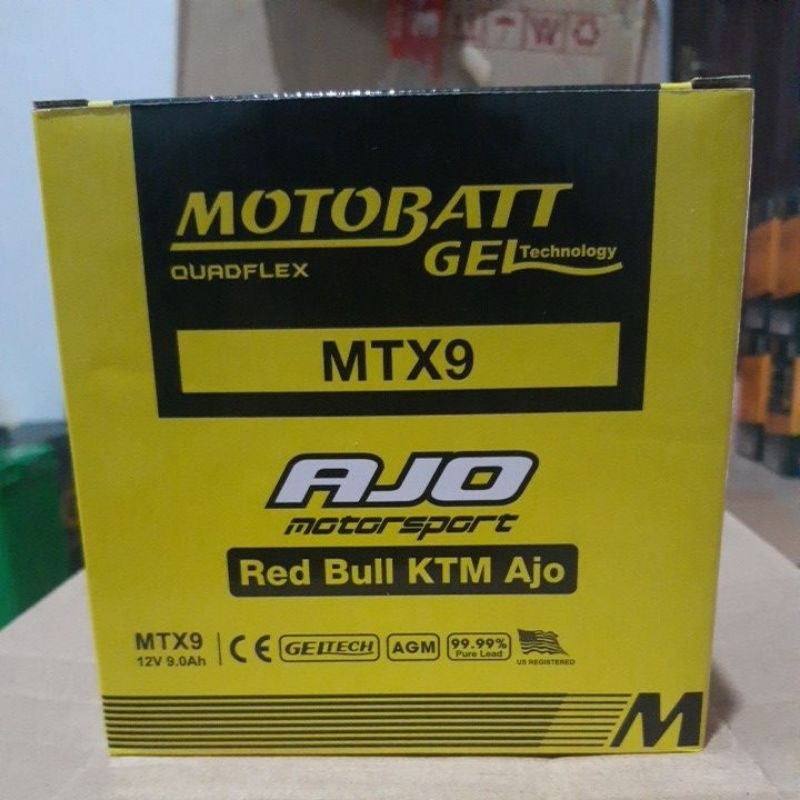 MOTOBATT
QUADFLEX
GEL Technology
MTX9
AJO
motorsport
Red Bull KTM Ajo
MTX9
12V 9.0Ah
CE
GELTECH
AGM
99.99%
Pure Lead
US REGISTERED
M